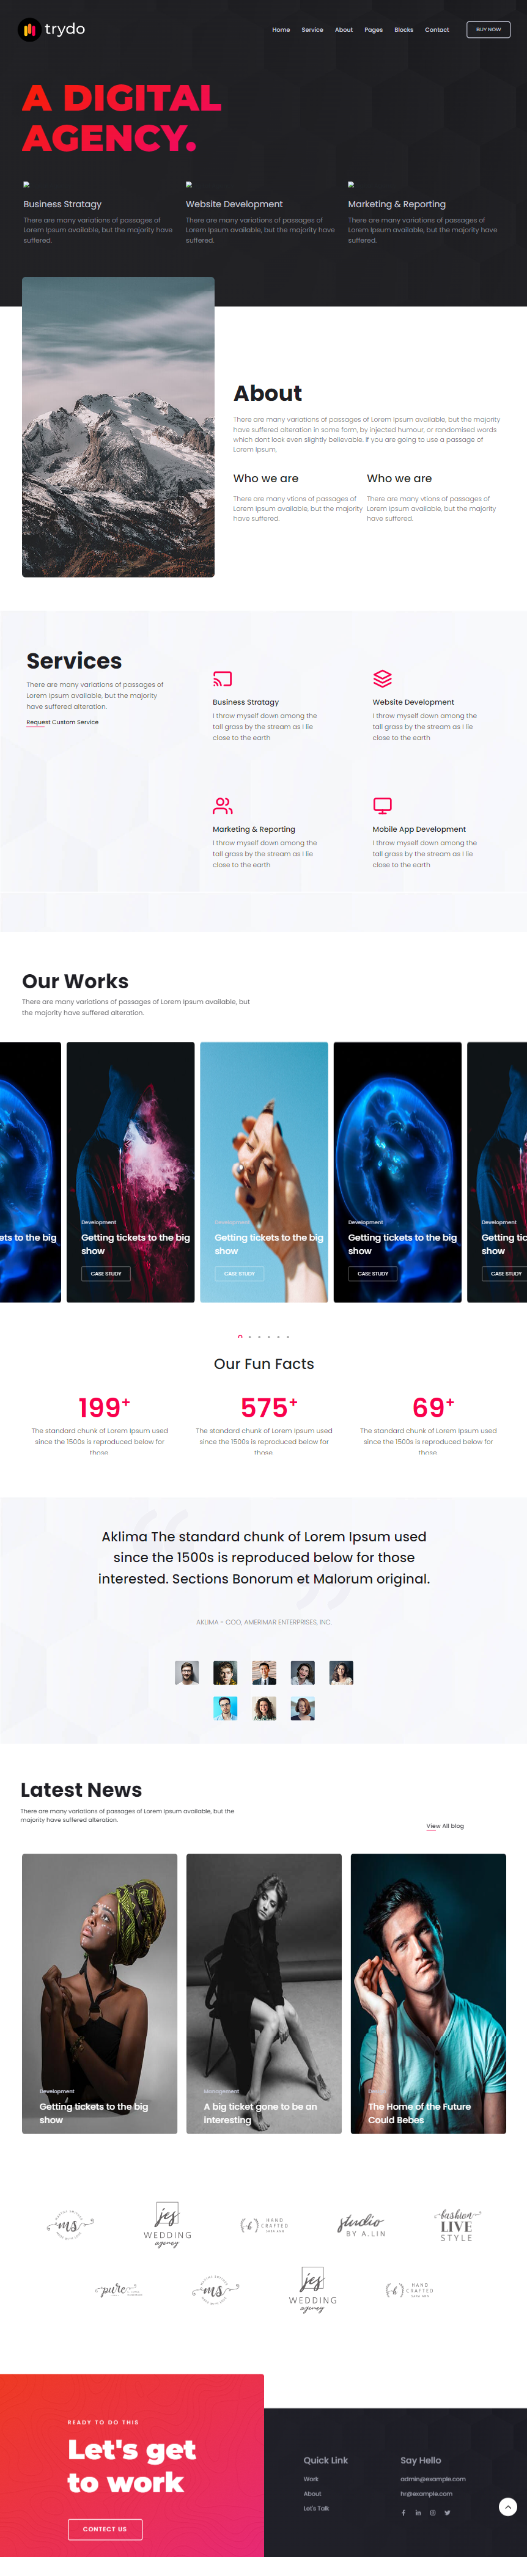 trydo
Home Service About Pages Blocks Contact BUY NOW
A DIGITAL
AGENCY.
Business Stratagy
There are many variations of passages of
Lorem Ipsum available, but the majority have
suffered.
Website Development
There are many variations of passages of
Lorem Ipsum available, but the majority have
suffered.
Marketing & Reporting
There are many variations of passages of
Lorem Ipsum available, but the majority have
suffered.
About
There are many variations of passages of Lorem Ipsum available, but the majority
have suffered alteration in some form, by injected humour, or randomised words
which dont look even slightly believable. If you are going to use a passage of
Lorem Ipsum,
Who we are
There are many vtions of passages of
Lorem Ipsum available, but the majority
have suffered.
Who we are
There are many vtions of passages of
Lorem Ipsum available, but the majority
have suffered.
Services
There are many variations of passages of
Lorem Ipsum available, but the majority
have suffered alteration.
Request Custom Service
Business Stratagy
I throw myself down among the
tall grass by the stream as I lie
close to the earth
Website Development
I throw myself down among the
tall grass by the stream as I lie
close to the earth
Marketing & Reporting
I throw myself down among the
tall grass by the stream as I lie
close to the earth
Mobile App Development
I throw myself down among the
tall grass by the stream as I lie
close to the earth
Our Works
There are many variations of passages of Lorem Ipsum available, but
the majority have suffered alteration.
ets to the big
Development
Getting tickets to the big
show
CASE STUDY
Development
Getting tickets to the big
show
CASE STUDY
Development
Getting tickets to the big
show
CASE STUDY
Development
Getting tic
show
CASE STUDY
Our Fun Facts
199+
The standard chunk of Lorem Ipsum used
since the 1500s is reproduced below for
those
575+
The standard chunk of Lorem Ipsum used
since the 1500s is reproduced below for
those
69+
The standard chunk of Lorem Ipsum used
since the 1500s is reproduced below for
those
Aklima The standard chunk of Lorem Ipsum used
since the 1500s is reproduced below for those
interested. Sections Bonorum et Malorum original.
AKLIMA - COO, AMERIMAR ENTERPRISES, INC.
Latest News
There are many variations of passages of Lorem Ipsum available, but the
majority have suffered alteration.
View All blog
Development
Getting tickets to the big
show
Management
A big ticket gone to be an
interesting
The Home of the Future
Could Bebes
ms
jes
WEDDING
agency
HAND
CRAFTED
studio
BY A.LIN
fashion
LIVE
STYLE
pure
ms
jes
WEDDING
agency
HAND
CRAFTED
READY TO DO THIS
Let's get
to work
CONTACT US
Quick Link
Work
About
Let's Talk
Say Hello
admin@example.com
hr@example.com